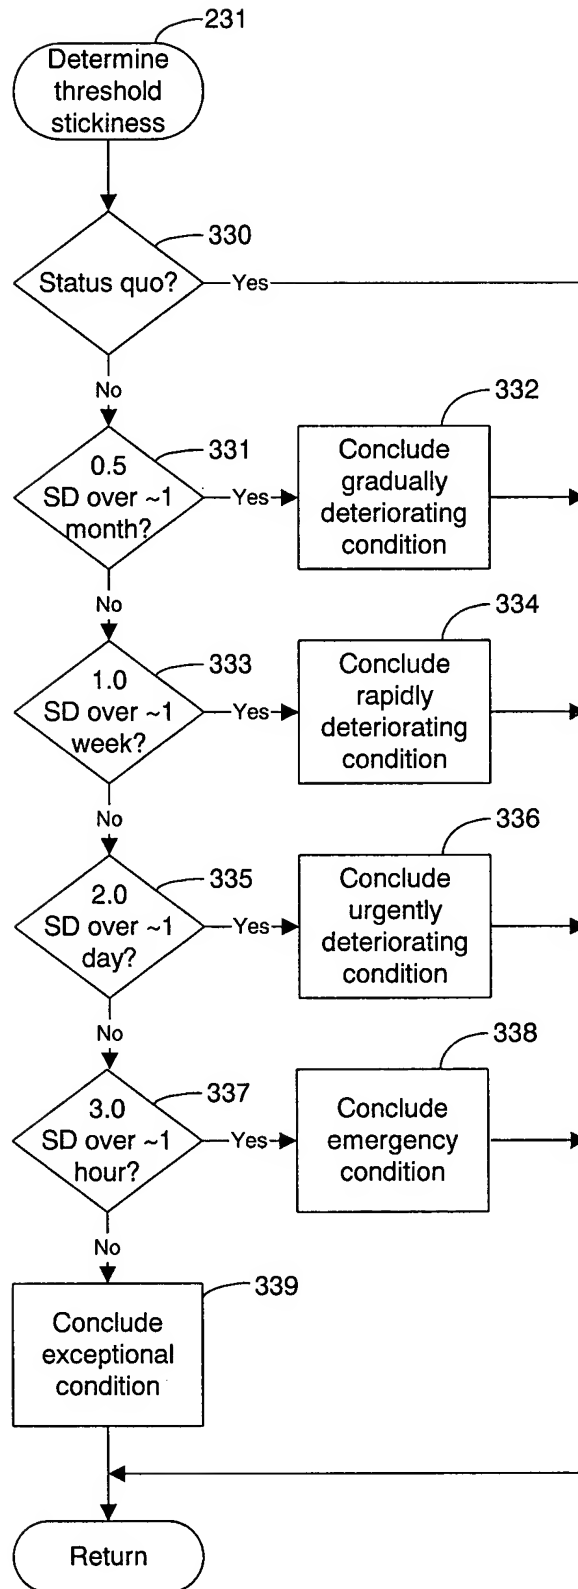 231
Determine
threshold
stickiness
330
Status quo?
Yes
No
331
0.5
SD over ~1
month?
Yes
332
Conclude
gradually
deteriorating
condition
No
333
1.0
SD over ~1
week?
Yes
334
Conclude
rapidly
deteriorating
condition
No
335
2.0
SD over ~1
day?
Yes
336
Conclude
urgently
deteriorating
condition
No
337
3.0
SD over ~1
hour?
Yes
338
Conclude
emergency
condition
No
339
Conclude
exceptional
condition
Return